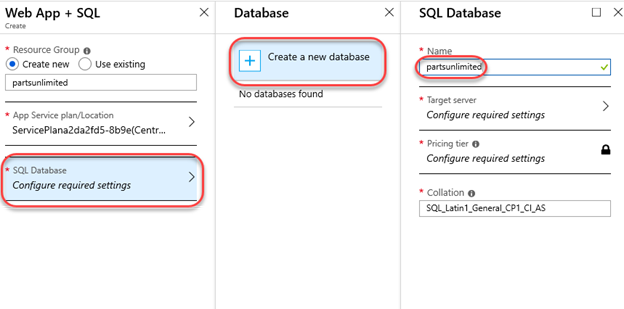 Web App + SQL
Create
* Resource Group
Create new
Use existing
partsunlimited
* App Service plan/Location
ServicePlana2da2fd5-8b9e(Centr...
* SQL Database
Configure required settings
Database
Create a new database
No databases found
SQL Database
* Name
partsunlimited
* Target server
Configure required settings
* Pricing tier
Configure required settings
* Collation
SQL_Latin1_General_CP1_CI_AS